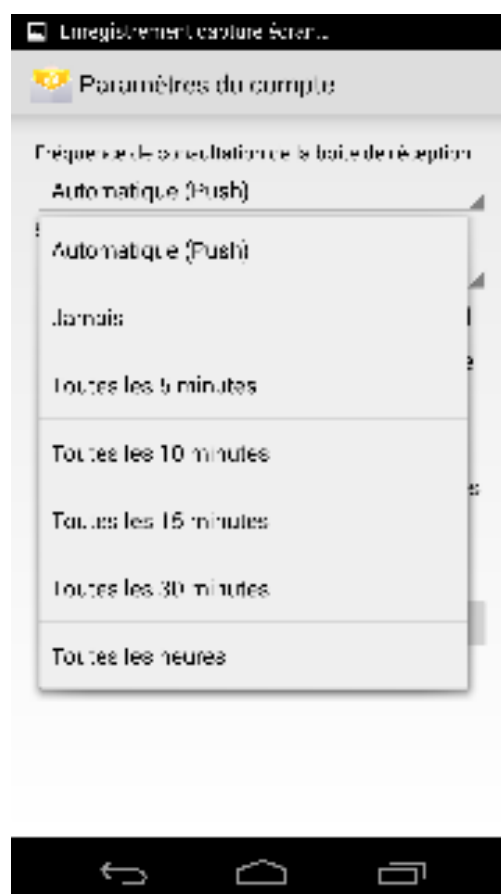 Enregistrement capture écran...
Paramètres du compte
Fréquence de consultation de la boîte de réception
Automatique (Push)
Automatique (Push)
Jamais
Toutes les 5 minutes
Toutes les 10 minutes
Toutes les 15 minutes
Toutes les 30 minutes
Toutes les heures